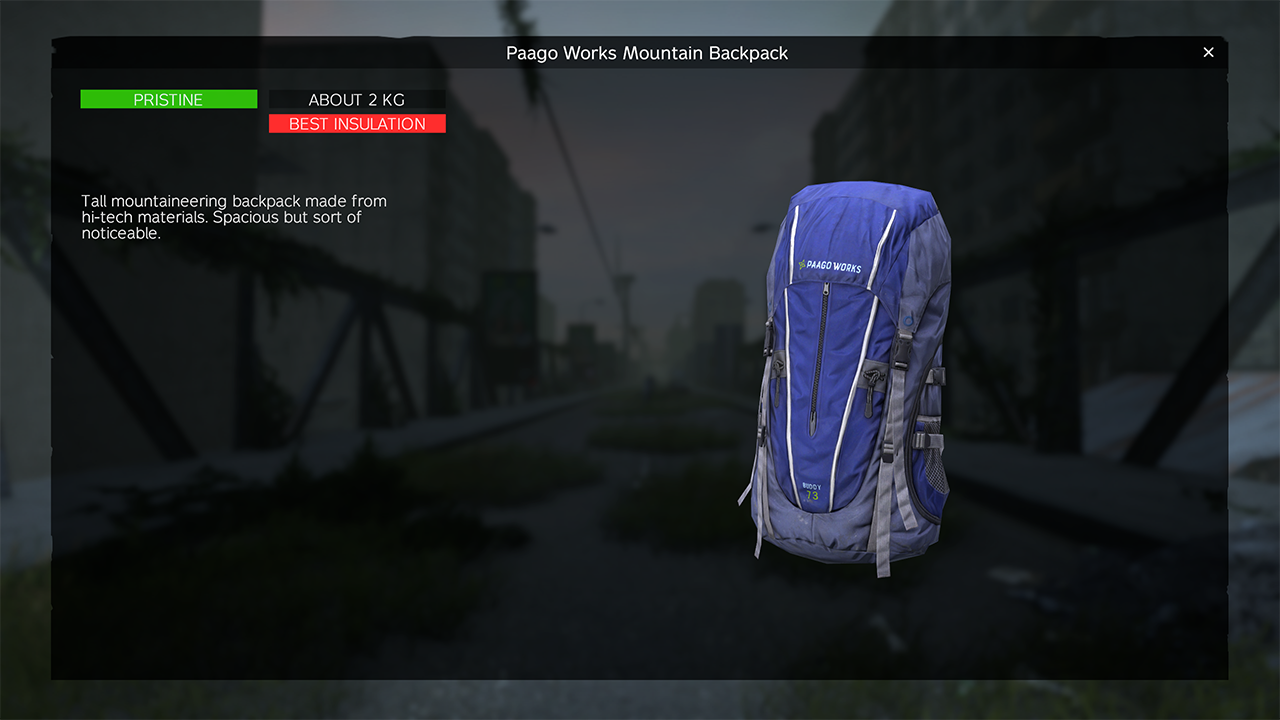 Paago Works Mountain Backpack
PRISTINE
ABOUT 2 KG
BEST INSULATION
Tall mountaineering backpack made from
hi-tech materials. Spacious but sort of
noticeable.
PAAGO WORKS
BUDDY
73